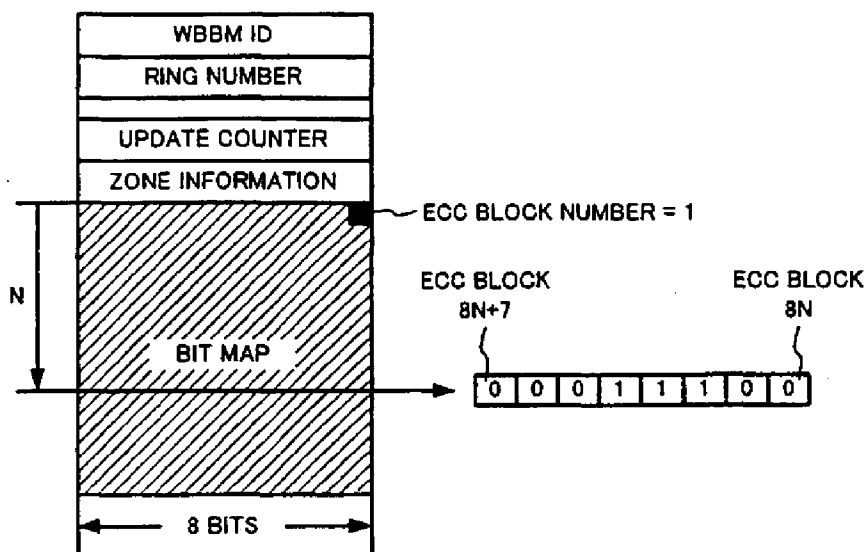 WBBM ID
RING NUMBER
UPDATE COUNTER
ZONE INFORMATION
ECC BLOCK NUMBER = 1
N
BIT MAP
ECC BLOCK
8N+7
ECC BLOCK
8N
0 0 0 1 1 1 0 0
8 BITS